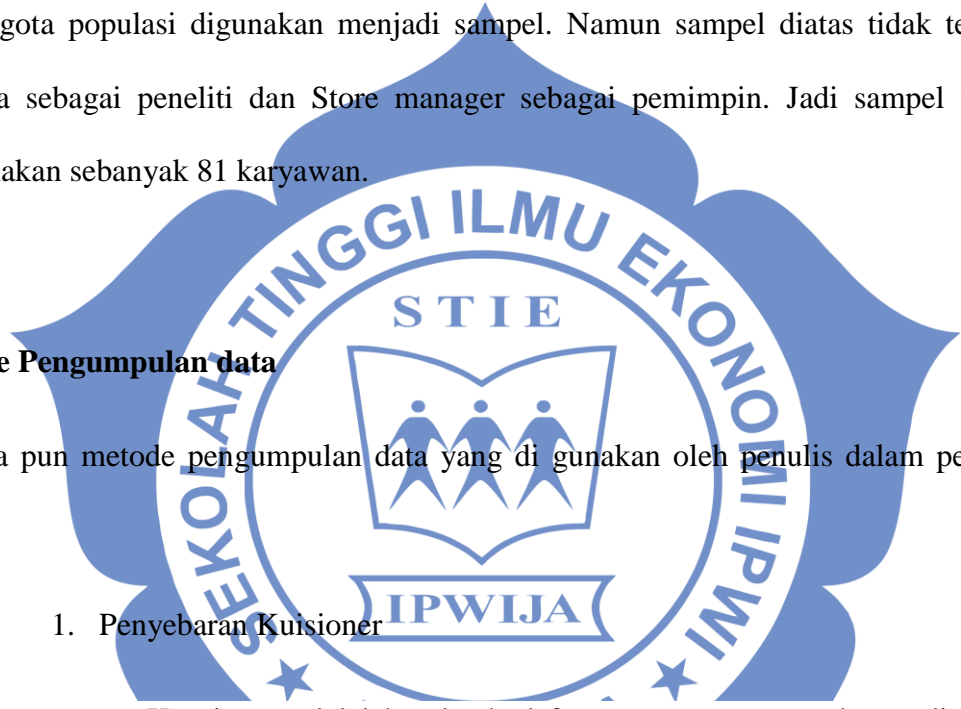 gota populasi digunakan menjadi sampel. Namun sampel diatas tidak te
a sebagai peneliti dan Store manager sebagai pemimpin. Jadi sampel
akan sebanyak 81 karyawan.
SEKOLAH TINGGI ILMU EKONOMI IPWI
STIE
e Pengumpulan data
a pun metode pengumpulan data yang di gunakan oleh penulis dalam pe
IPWIJA
1. Penyebaran Kuisioner